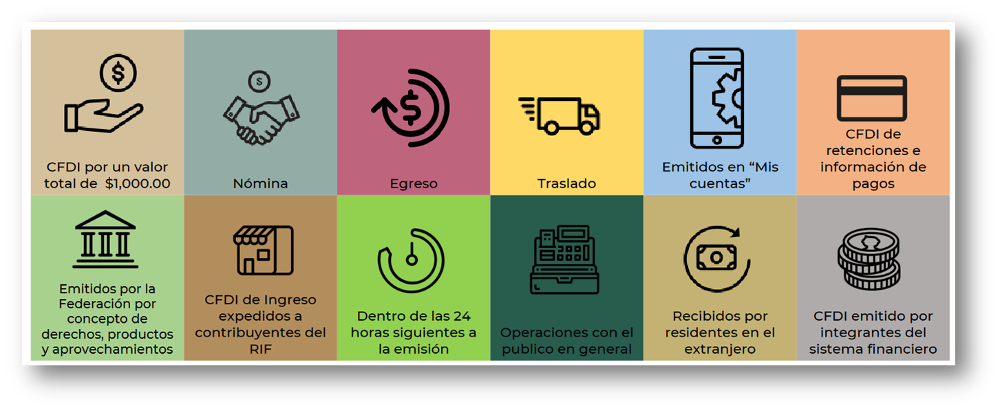 CFDI por un valor
total de $1,000.00
Nómina
Egreso
Traslado
Emitidos en “Mis
cuentas”
CFDI de
retenciones e
información de
pagos
Emitidos por la
Federación por
concepto de
derechos, productos
y aprovechamientos
CFDI de Ingreso
expedidos a
contribuyentes del
RIF
Dentro de las 24
horas siguientes a
la emisión
Operaciones con el
publico en general
Recibidos por
residentes en el
extranjero
CFDI emitido por
integrantes del
sistema financiero